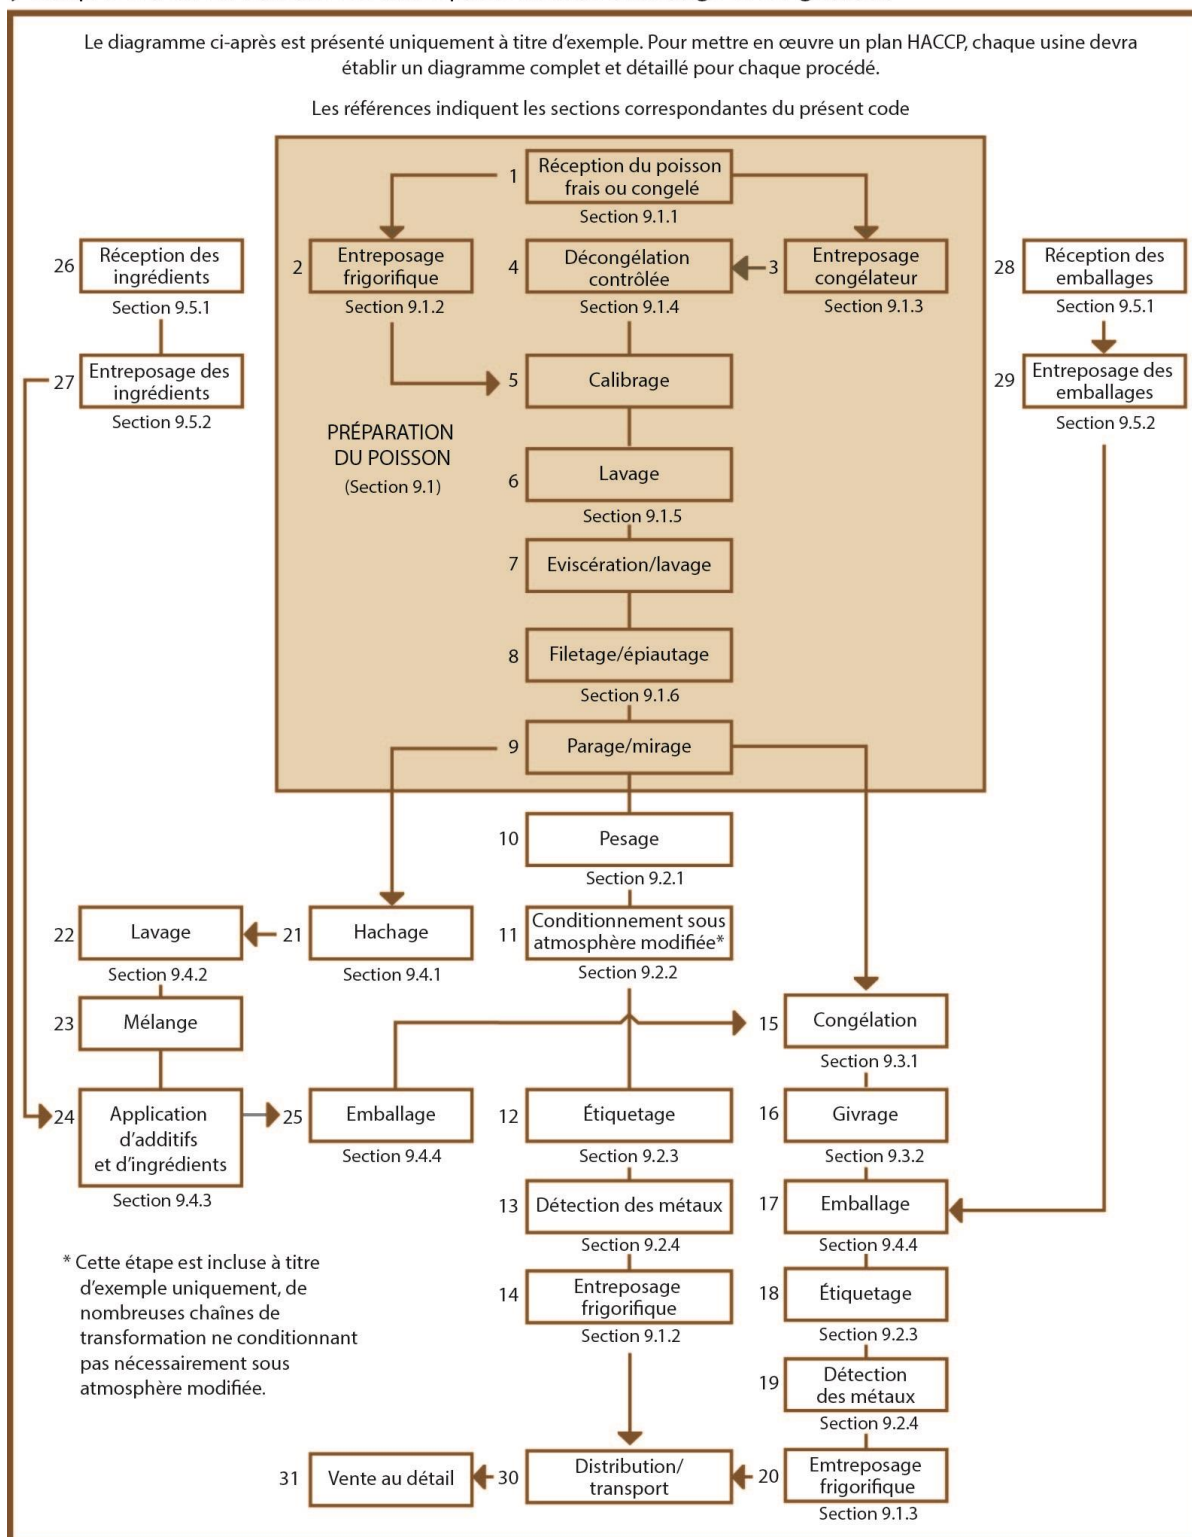 Le diagramme ci-après est présenté uniquement à titre d'exemple. Pour mettre en œuvre un plan HACCP, chaque usine devra
établir un diagramme complet et détaillé pour chaque procédé.
Les références indiquent les sections correspondantes du présent code
1
Réception du poisson
frais ou congelé
Section 9.1.1
26
Réception des
ingrédients
Section 9.5.1
2
Entreposage
frigorifique
Section 9.1.2
4
Décongélation
contrôlée
Section 9.1.4
3
Entreposage
congélateur
Section 9.1.3
28
Réception des
emballages
Section 9.5.1
27
Entreposage des
ingrédients
Section 9.5.2
5
Calibrage
29
Entreposage des
emballages
Section 9.5.2
PRÉPARATION
DU POISSON
(Section 9.1)
6
Lavage
Section 9.1.5
7
Eviscération/lavage
8
Filetage/épiautage
Section 9.1.6
9
Parage/mirage
10
Pesage
Section 9.2.1
22
Lavage
Section 9.4.2
21
Hachage
Section 9.4.1
11
Conditionnement sous
atmosphère modifiée*
Section 9.2.2
23
Mélange
15
Congélation
Section 9.3.1
24
Application
d'additifs
et d'ingrédients
Section 9.4.3
25
Emballage
Section 9.4.4
12
Étiquetage
Section 9.2.3
16
Givrage
Section 9.3.2
13
Détection des métaux
Section 9.2.4
17
Emballage
Section 9.4.4
* Cette étape est incluse à titre
d'exemple uniquement, de
nombreuses chaînes de
transformation ne conditionnant
pas nécessairement sous
atmosphère modifiée.
14
Entreposage
frigorifique
Section 9.1.2
18
Étiquetage
Section 9.2.3
19
Détection
des métaux
Section 9.2.4
31
Vente au détail
30
Distribution/
transport
20
Emtreposage
frigorifique
Section 9.1.3